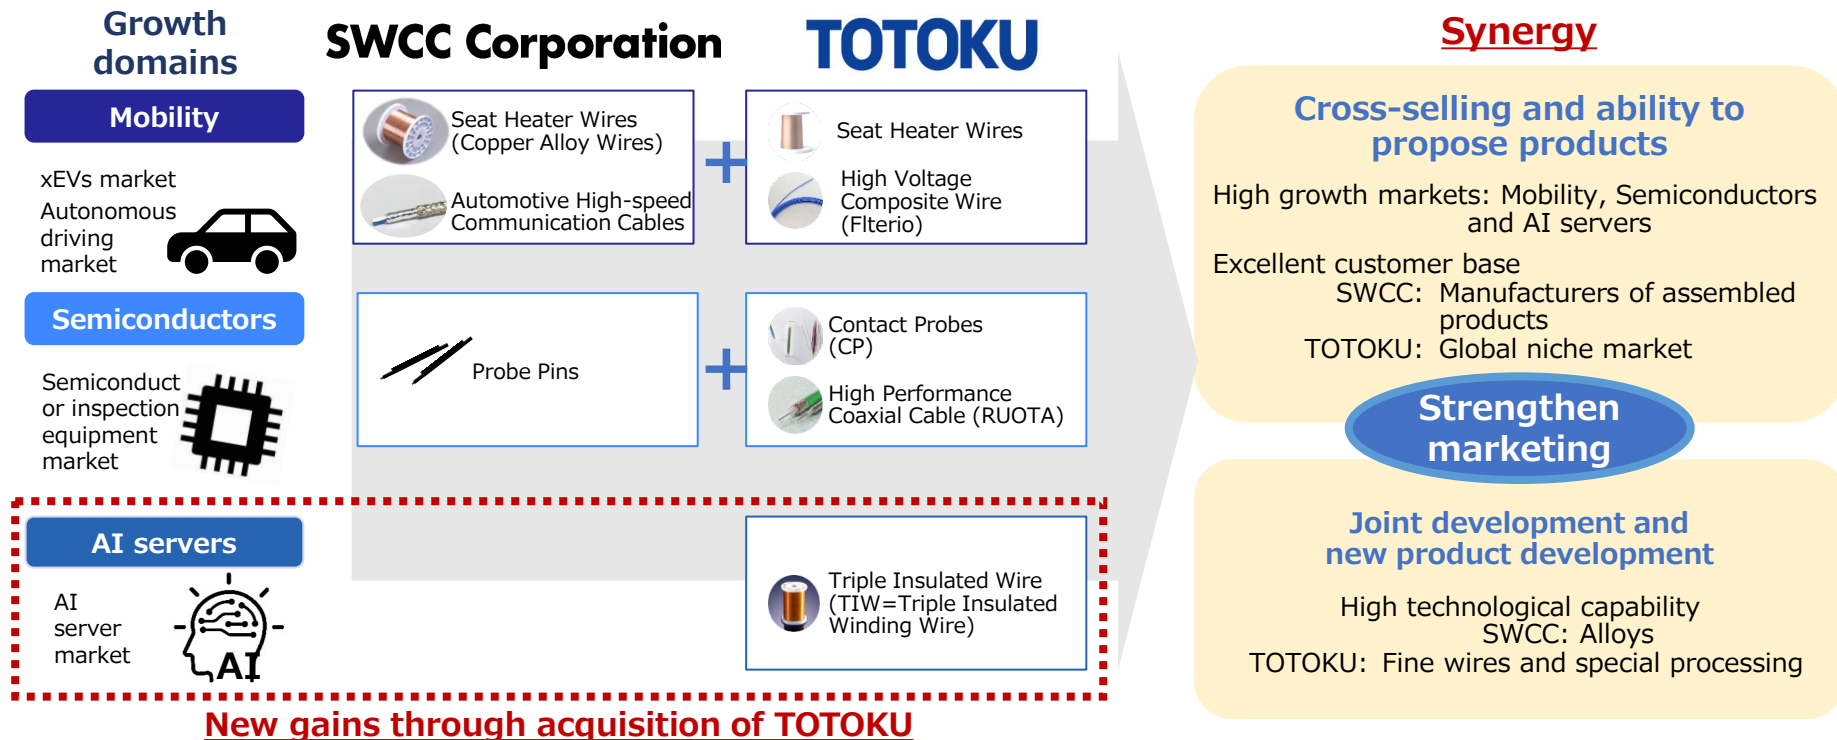 Growth
domains
SWCC Corporation
TOTOKU
Synergy
Mobility
xEVs market
Autonomous
driving
market
Seat Heater Wires
(Copper Alloy Wires)
Automotive High-speed
Communication Cables
+
Seat Heater Wires
High Voltage
Composite Wire
(Flterio)
Semiconductors
Semiconduct
or inspection
equipment
market
Probe Pins
+
Contact Probes
(CP)
High Performance
Coaxial Cable (RUOTA)
AI servers
AI
server
market
AI
Triple Insulated Wire
(TIW=Triple Insulated
Winding Wire)
New gains through acquisition of TOTOKU
Cross-selling and ability to
propose products
High growth markets: Mobility, Semiconductors
and AI servers
Excellent customer base
SWCC: Manufacturers of assembled
products
TOTOKU: Global niche market
Strengthen
marketing
Joint development and
new product development
High technological capability
SWCC: Alloys
TOTOKU: Fine wires and special processing